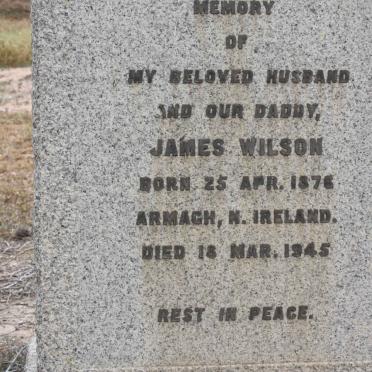 MEMORY
OF
MY BELOVED HUSBAND
AND OUR DADDY,
JAMES WILSON
BORN 25 APR. 1876
ARMAGH, N. IRELAND.
DIED 18 MAR. 1945
REST IN PEACE.